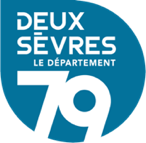 DEUX
SÈVRES
LE DÉPARTEMENT
79